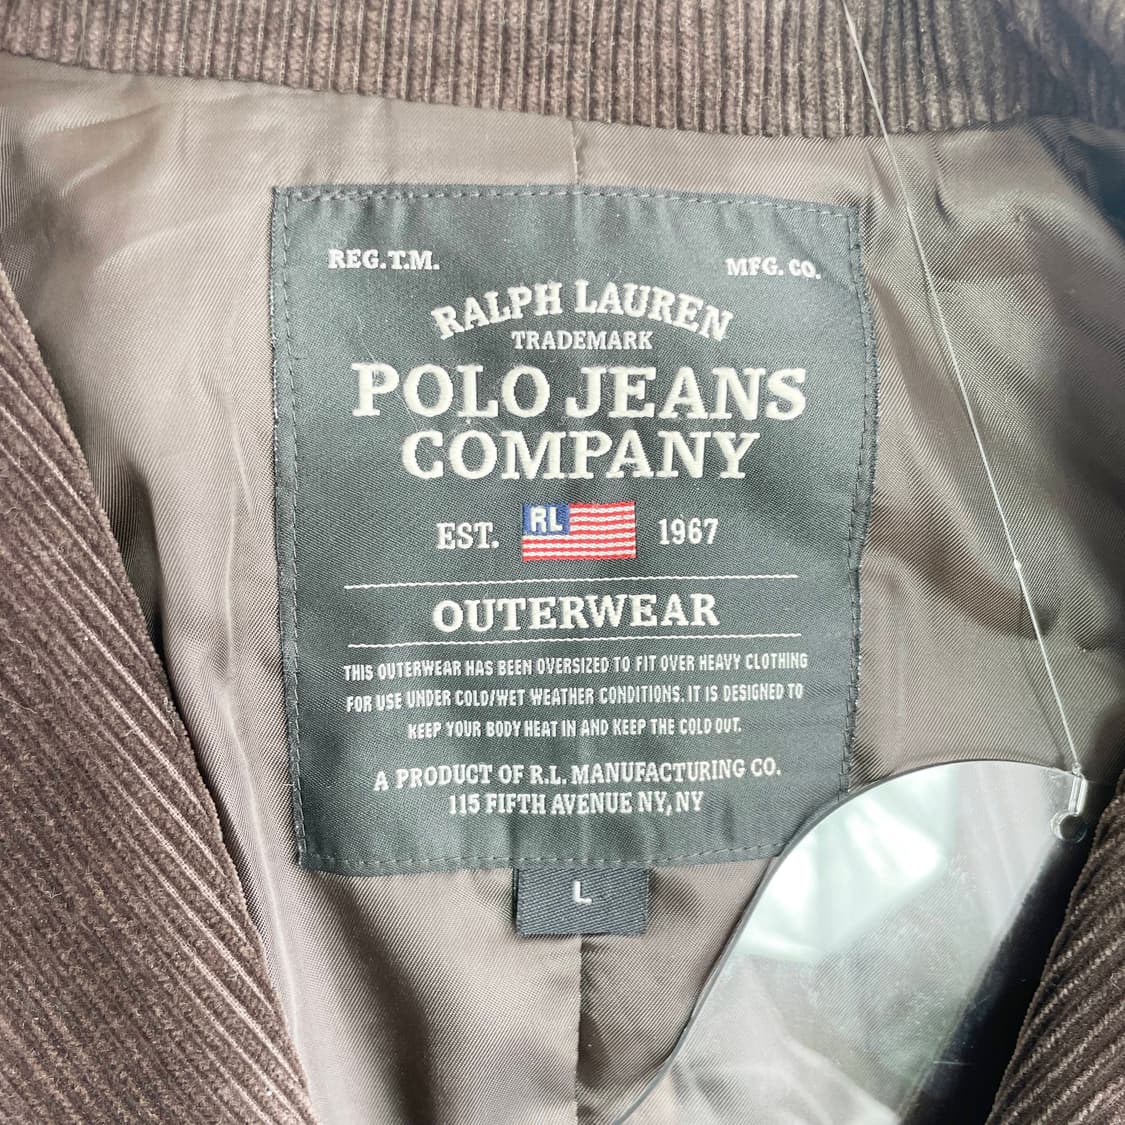 REG.T.M. MFG. CO.
RALPH LAUREN
TRADEMARK
POLO JEANS
COMPANY
EST. RL 1967
OUTERWEAR
THIS OUTERWEAR HAS BEEN OVERSIZED TO FIT OVER HEAVY CLOTHING
FOR USE UNDER COLD/WET WEATHER CONDITIONS. IT IS DESIGNED TO
KEEP YOUR BODY HEAT IN AND KEEP THE COLD OUT.
A PRODUCT OF R.L. MANUFACTURING CO.
115 FIFTH AVENUE NY, NY
L